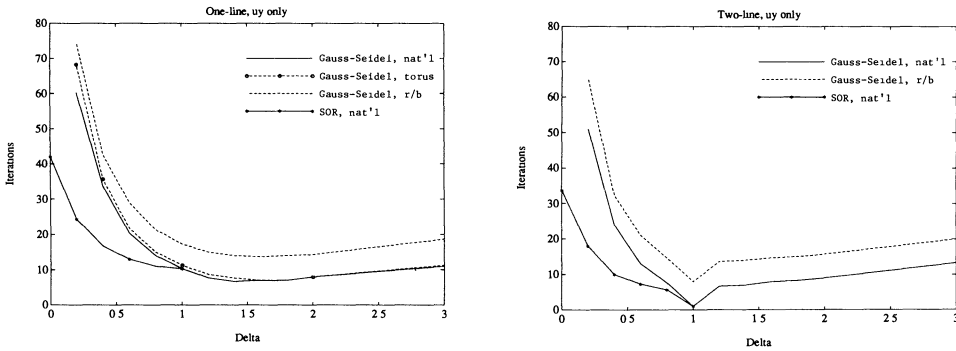 One-line, uy only
80
70
60
50
40
30
20
10
0
Iterations
Gauss-Seidel, nat'l
Gauss-Seidel, torus
Gauss-Seidel, r/b
SOR, nat'l
0
0 5
1
1 5
2
2 5
3
Delta
Two-line, uy only
80
70
60
50
40
30
20
10
0
Iterations
Gauss-Seidel, nat'l
Gauss-Seidel, r/b
SOR, nat'l
0
0 5
1
1 5
2
2 5
3
Delta